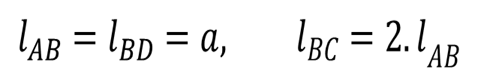 l_AB = l_BD = a, l_BC = 2. l_AB